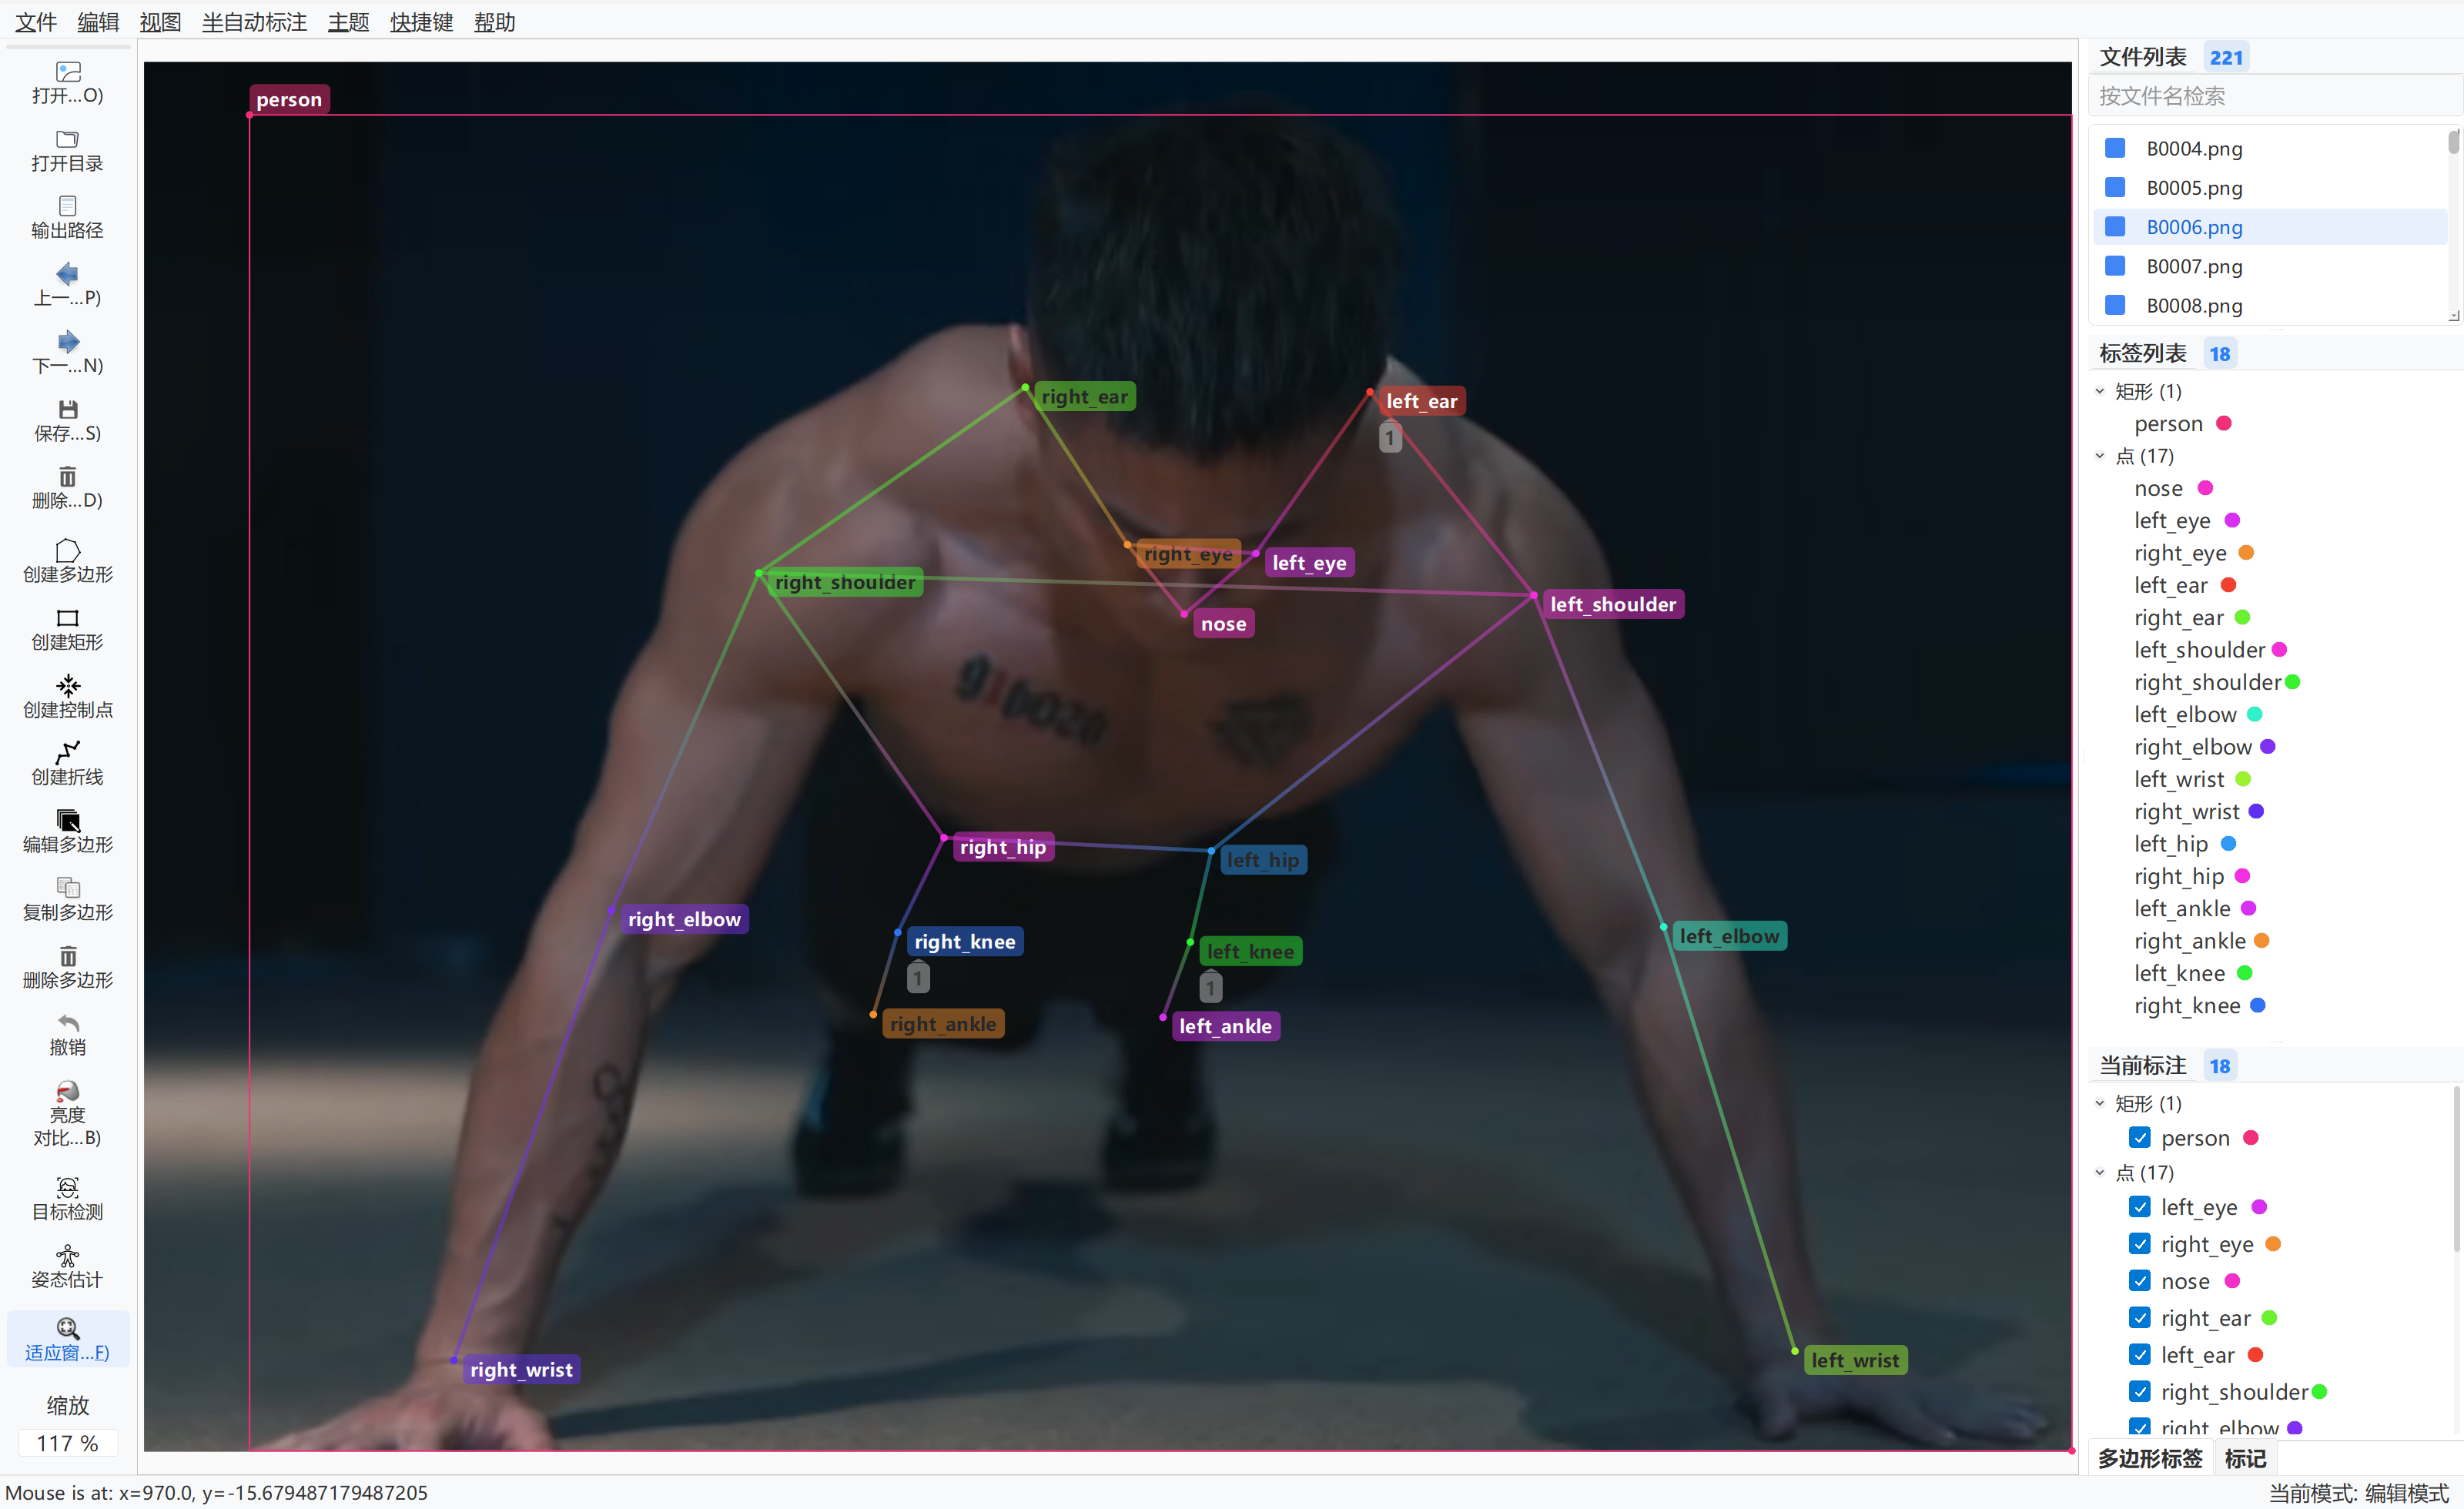 文件 编辑 视图 半自动标注 主题 快捷键 帮助
打开...O)
打开目录
输出路径
上一...P)
下一...N)
保存...S)
删除...D)
创建多边形
创建矩形
创建控制点
创建折线
编辑多边形
复制多边形
删除多边形
撤销
亮度
对比...B)
目标检测
姿态估计
适应窗...F)
缩放
117 %
person
right_ear
left_ear
1
right_eye
left_eye
right_shoulder
left_shoulder
nose
right_hip
left_hip
right_elbow
right_knee
left_knee
left_elbow
1
1
right_ankle
left_ankle
right_wrist
left_wrist
文件列表 221
按文件名检索
B0004.png
B0005.png
B0006.png
B0007.png
B0008.png
标签列表 18
矩形 (1)
person
点 (17)
nose
left_eye
right_eye
left_ear
right_ear
left_shoulder
right_shoulder
left_elbow
right_elbow
left_wrist
right_wrist
left_hip
right_hip
left_ankle
right_ankle
left_knee
right_knee
当前标注 18
矩形 (1)
person
点 (17)
left_eye
right_eye
nose
right_ear
left_ear
right_shoulder
right_elbow
多边形标签 标记
Mouse is at: x=970.0, y=-15.679487179487205
当前模式: 编辑模式